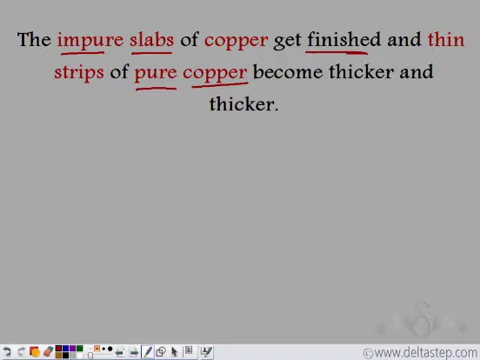 The impure slabs of copper get finished and thin
strips of pure copper become thicker and
thicker.
© www.deltastep.com